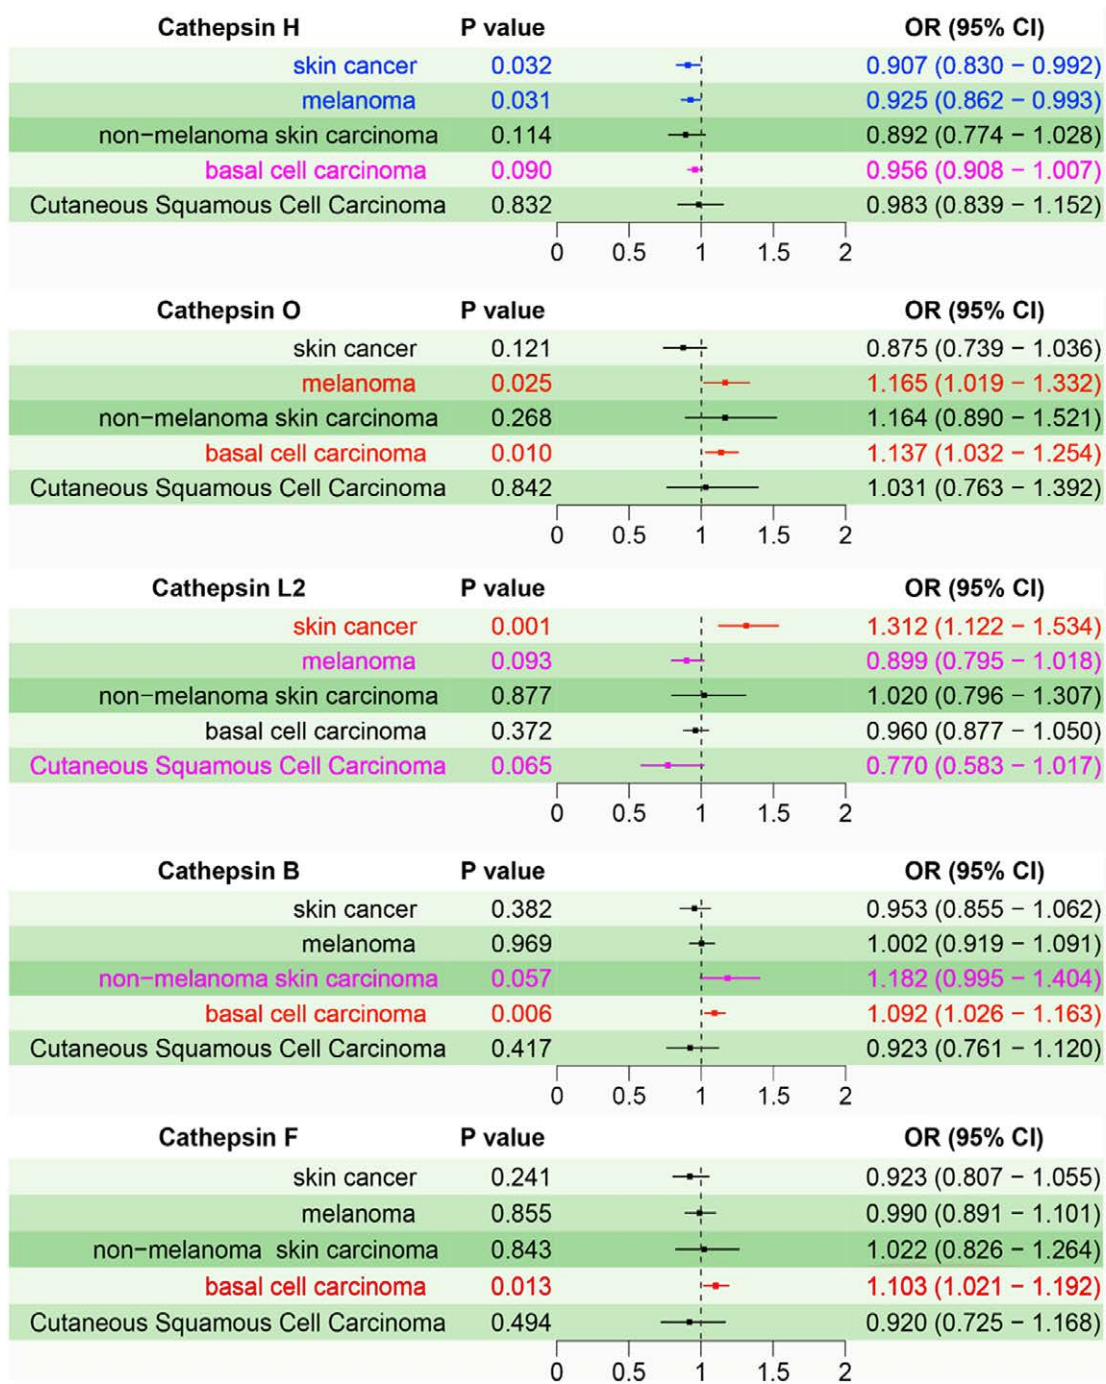 Cathepsin H P value OR (95% CI)
skin cancer 0.032 0.907 (0.830 − 0.992)
melanoma 0.031 0.925 (0.862 − 0.993)
non−melanoma skin carcinoma 0.114 0.892 (0.774 − 1.028)
basal cell carcinoma 0.090 0.956 (0.908 − 1.007)
Cutaneous Squamous Cell Carcinoma 0.832 0.983 (0.839 − 1.152)
0 0.5 1 1.5 2
Cathepsin O P value OR (95% CI)
skin cancer 0.121 0.875 (0.739 − 1.036)
melanoma 0.025 1.165 (1.019 − 1.332)
non−melanoma skin carcinoma 0.268 1.164 (0.890 − 1.521)
basal cell carcinoma 0.010 1.137 (1.032 − 1.254)
Cutaneous Squamous Cell Carcinoma 0.842 1.031 (0.763 − 1.392)
0 0.5 1 1.5 2
Cathepsin L2 P value OR (95% CI)
skin cancer 0.001 1.312 (1.122 − 1.534)
melanoma 0.093 0.899 (0.795 − 1.018)
non−melanoma skin carcinoma 0.877 1.020 (0.796 − 1.307)
basal cell carcinoma 0.372 0.960 (0.877 − 1.050)
Cutaneous Squamous Cell Carcinoma 0.065 0.770 (0.583 − 1.017)
0 0.5 1 1.5 2
Cathepsin B P value OR (95% CI)
skin cancer 0.382 0.953 (0.855 − 1.062)
melanoma 0.969 1.002 (0.919 − 1.091)
non−melanoma skin carcinoma 0.057 1.182 (0.995 − 1.404)
basal cell carcinoma 0.006 1.092 (1.026 − 1.163)
Cutaneous Squamous Cell Carcinoma 0.417 0.923 (0.761 − 1.120)
0 0.5 1 1.5 2
Cathepsin F P value OR (95% CI)
skin cancer 0.241 0.923 (0.807 − 1.055)
melanoma 0.855 0.990 (0.891 − 1.101)
non−melanoma skin carcinoma 0.843 1.022 (0.826 − 1.264)
basal cell carcinoma 0.013 1.103 (1.021 − 1.192)
Cutaneous Squamous Cell Carcinoma 0.494 0.920 (0.725 − 1.168)
0 0.5 1 1.5 2